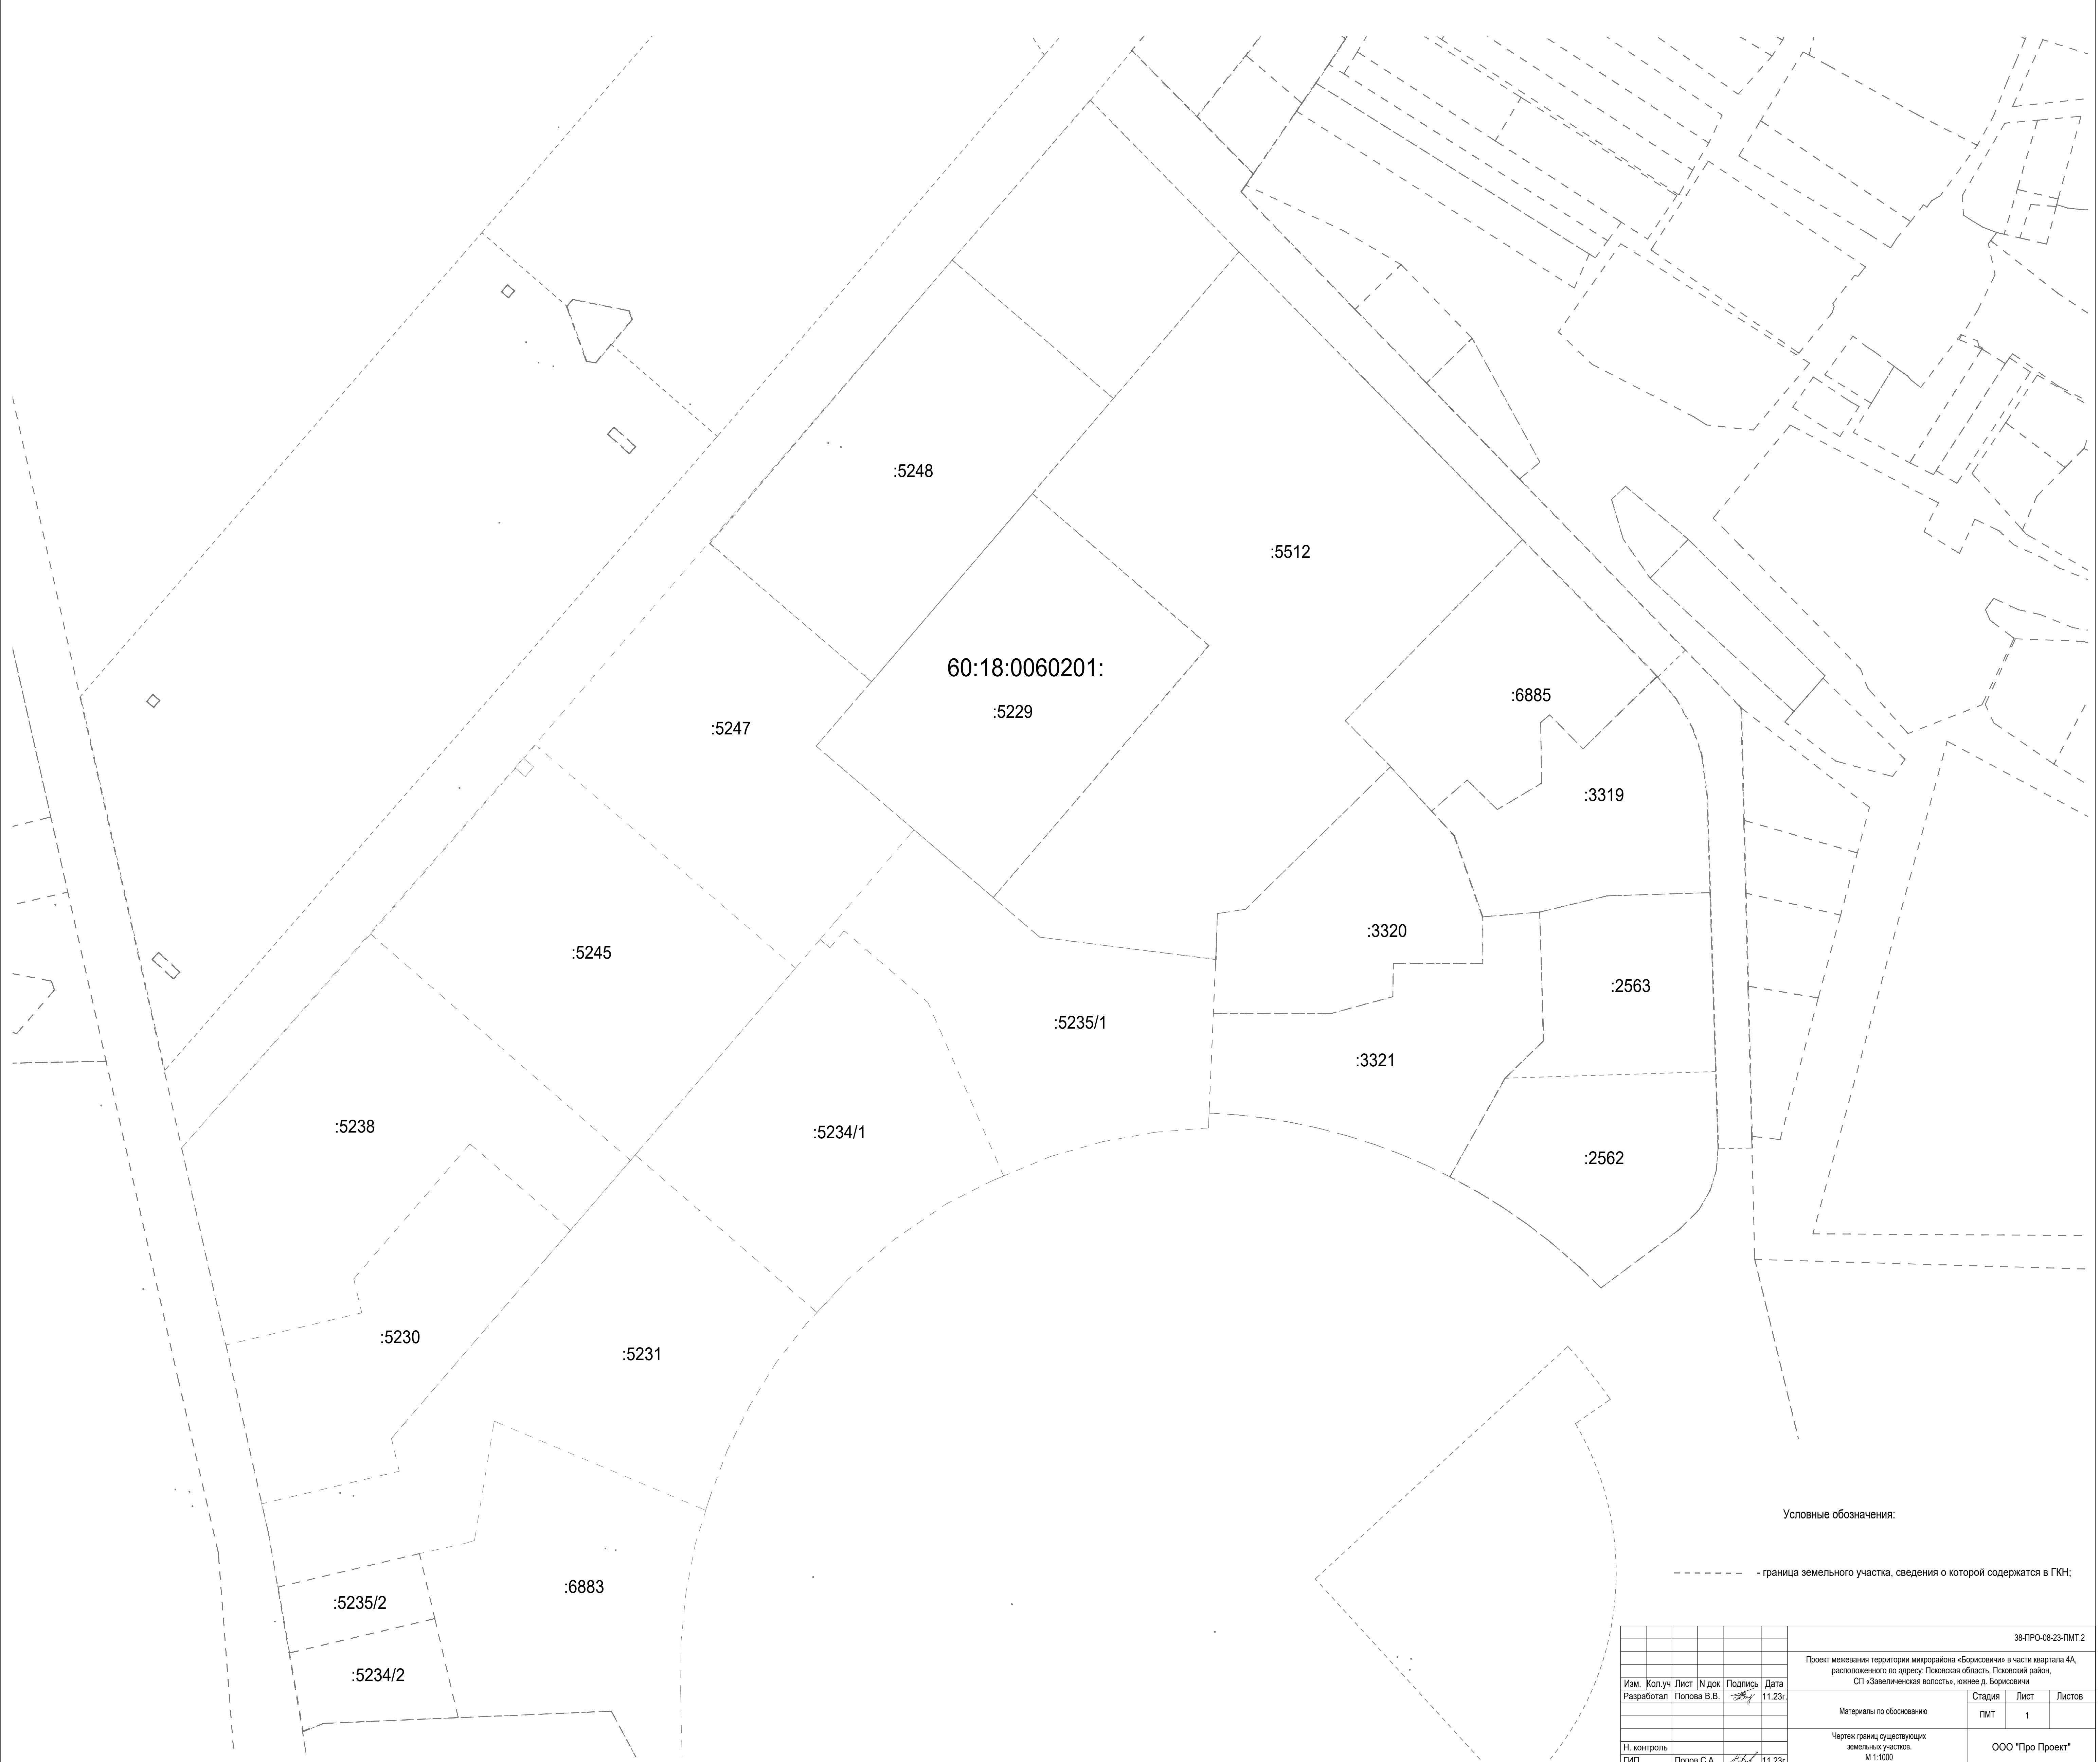 :5248
:5512
60:18:0060201:
:5229
:6885
:5247
:3319
:3320
:5245
:2563
:5235/1
:3321
:5238
:5234/1
:2562
:5230
:5231
Условные обозначения:
- граница земельного участка, сведения о которой содержатся в ГКН;
:6883
:5235/2
:5234/2
38-ПРО-08-23-ПМТ.2
Проект межевания территории микрорайона «Борисовичи» в части квартала 4А,
расположенного по адресу: Псковская область, Псковский район,
СП «Завеличенская волость», южнее д. Борисовичи
Изм. Кол.уч Лист N док Подпись Дата
Разработал Попова В.В. 11.23г.
Материалы по обоснованию
Стадия Лист Листов
ПМТ 1
Чертеж границ существующих
земельных участков.
М 1:1000
ООО "Про Проект"
Н. контроль
ГИП Попов С.А. 11.23г.